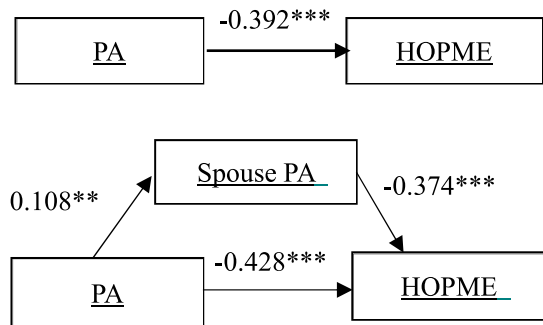 -0.392***
PA
HOPME
Spouse PA
0.108**
-0.374***
-0.428***
PA
HOPME